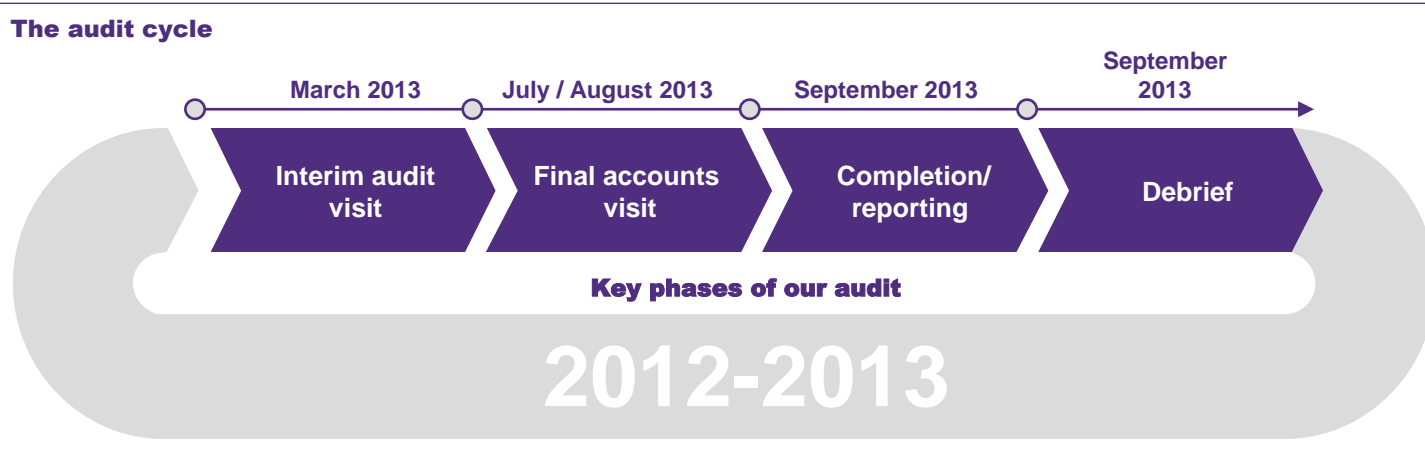 The audit cycle
March 2013
July / August 2013
September 2013
September
2013
Interim audit
visit
Final accounts
visit
Completion/
reporting
Debrief
Key phases of our audit
2012-2013